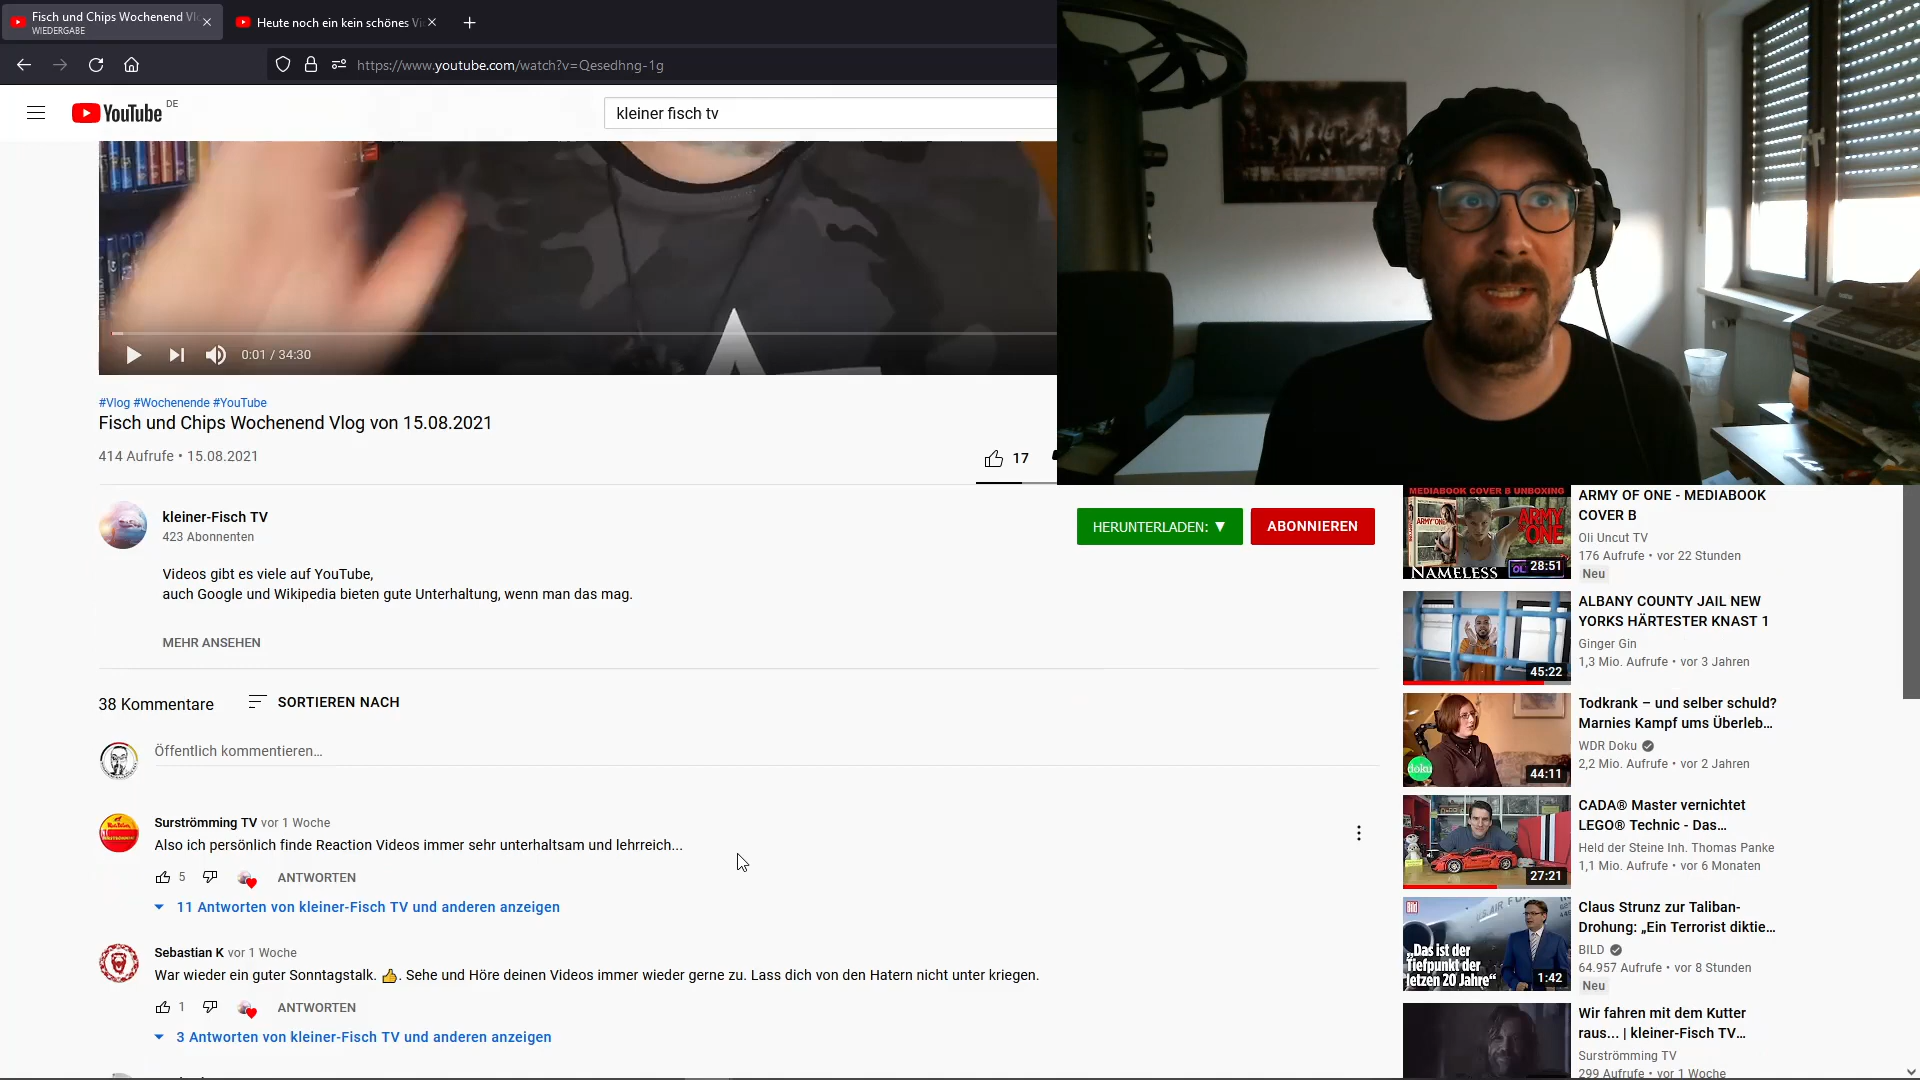 Fisch und Chips Wochenend Vl
WIEDERGABE
Heute noch ein kein schönes Vi
https://www.youtube.com/watch?v=Qesedhng-1g
YouTube DE
kleiner fisch tv
0:01 / 34:30
#Vlog #Wochenende #YouTube
Fisch und Chips Wochenend Vlog von 15.08.2021
414 Aufrufe • 15.08.2021
17
kleiner-Fisch TV
423 Abonnenten
HERUNTERLADEN: ▼
ABONNIEREN
Videos gibt es viele auf YouTube,
auch Google und Wikipedia bieten gute Unterhaltung, wenn man das mag.
MEHR ANSEHEN
38 Kommentare
SORTIEREN NACH
Öffentlich kommentieren...
Surströmming TV vor 1 Woche
Also ich persönlich finde Reaction Videos immer sehr unterhaltsam und lehrreich...
5
ANTWORTEN
11 Antworten von kleiner-Fisch TV und anderen anzeigen
Sebastian K vor 1 Woche
War wieder ein guter Sonntagstalk. 👍. Sehe und Höre deinen Videos immer wieder gerne zu. Lass dich von den Hatern nicht unter kriegen.
1
ANTWORTEN
3 Antworten von kleiner-Fisch TV und anderen anzeigen
MEDIABOOK COVER B UNBOXING
ARMY OF ONE
NAMELESS
28:51
ARMY OF ONE - MEDIABOOK
COVER B
Oli Uncut TV
176 Aufrufe • vor 22 Stunden
Neu
45:22
ALBANY COUNTY JAIL NEW
YORKS HÄRTESTER KNAST 1
Ginger Gin
1,3 Mio. Aufrufe • vor 3 Jahren
doku
44:11
Todkrank – und selber schuld?
Marnies Kampf ums Überleb...
WDR Doku
2,2 Mio. Aufrufe • vor 2 Jahren
27:21
CADA® Master vernichtet
LEGO® Technic - Das...
Held der Steine Inh. Thomas Panke
1,1 Mio. Aufrufe • vor 6 Monaten
Bild
„Das ist der
Tiefpunkt der
letzen 20 Jahre“
1:42
Claus Strunz zur Taliban-
Drohung: „Ein Terrorist diktie...
BILD
64.957 Aufrufe • vor 8 Stunden
Neu
Wir fahren mit dem Kutter
raus... | kleiner-Fisch TV...
Surströmming TV
299 Aufrufe • vor 1 Woche